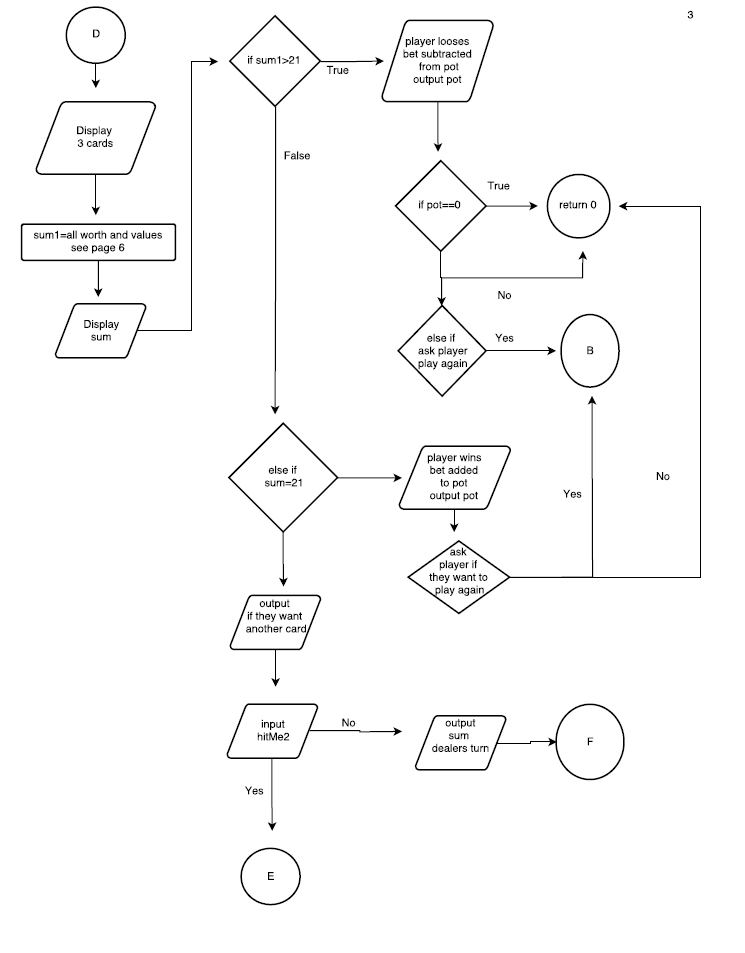 3
D
Display
3 cards
sum1=all worth and values
see page 6
Display
sum
if sum1>21
True
False
player looses
bet subtracted
from pot
output pot
if pot==0
True
return 0
No
else if
ask player
play again
Yes
B
else if
sum=21
player wins
bet added
to pot
output pot
Yes
No
ask
player if
they want to
play again
output
if they want
another card
input
hitMe2
No
output
sum
dealers turn
F
Yes
E